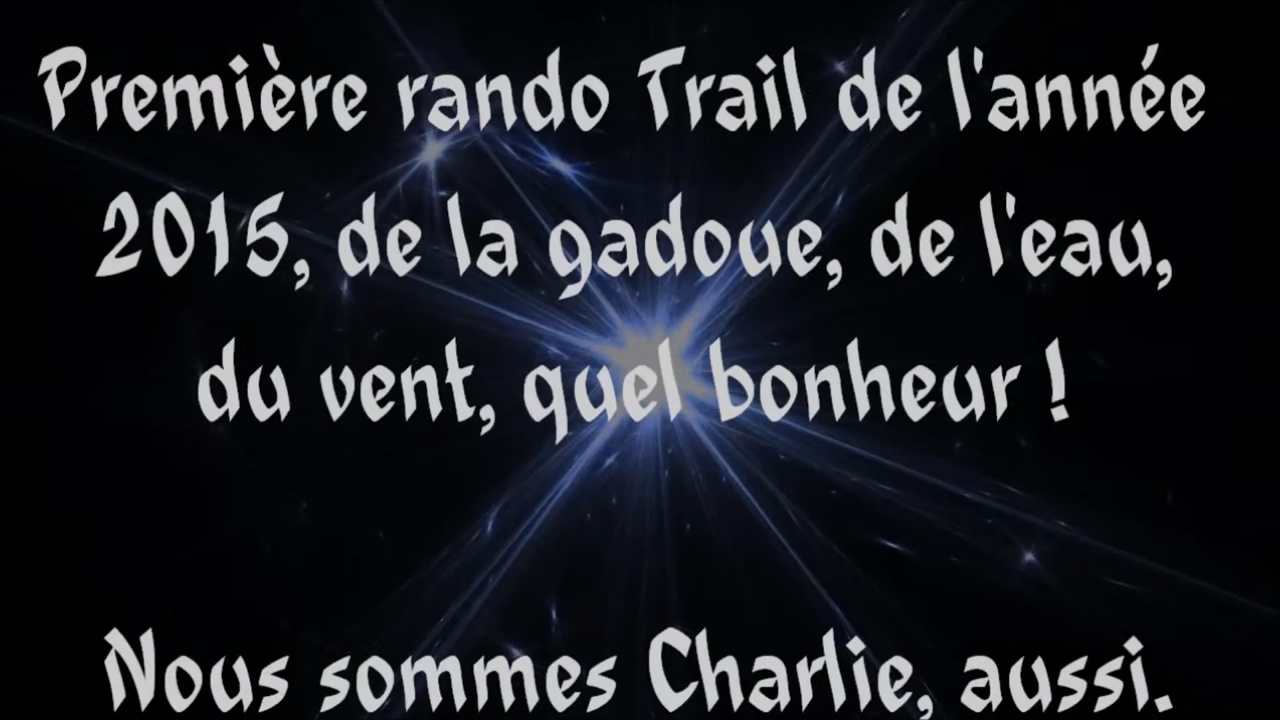 Première rando Trail de l'année
2015, de la gadoue, de l'eau,
du vent, quel bonheur !
Nous sommes Charlie, aussi.